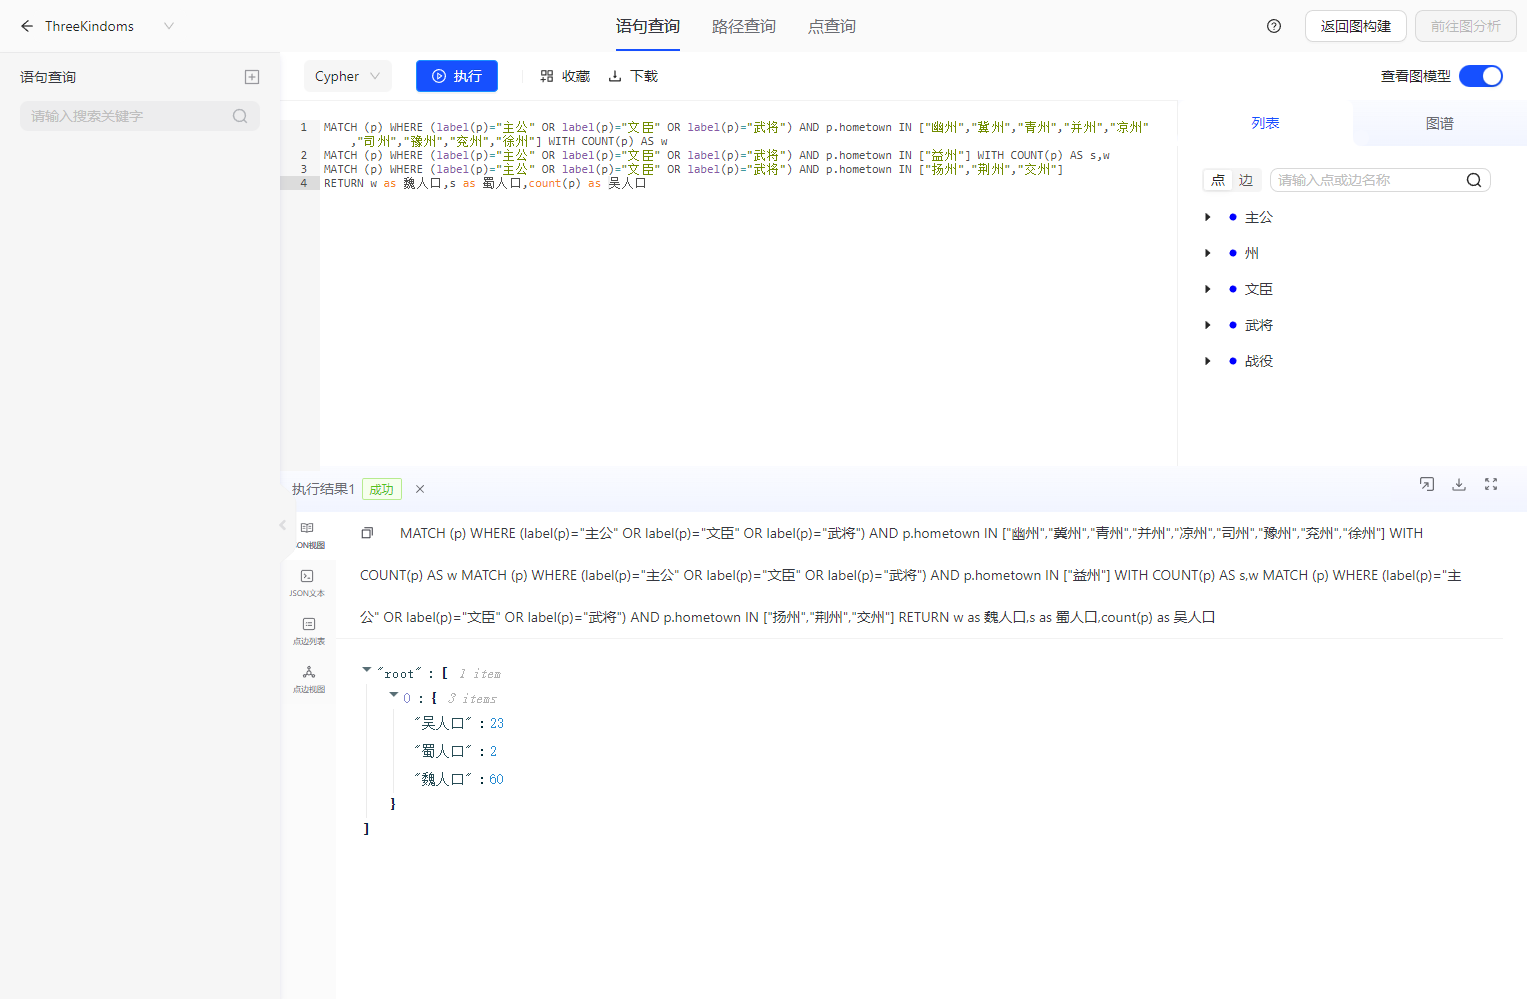 ThreeKindoms
语句查询
路径查询
点查询
返回图构建
前往图分析
语句查询
请输入搜索关键字
Cypher
执行
收藏
下载
查看图模型
1 MATCH (p) WHERE (label(p)="主公" OR label(p)="文臣" OR label(p)="武将") AND p.hometown IN ["幽州","冀州","青州","并州","凉州"
,"司州","豫州","兖州","徐州"] WITH COUNT(p) AS w
2 MATCH (p) WHERE (label(p)="主公" OR label(p)="文臣" OR label(p)="武将") AND p.hometown IN ["益州"] WITH COUNT(p) AS s,w
3 MATCH (p) WHERE (label(p)="主公" OR label(p)="文臣" OR label(p)="武将") AND p.hometown IN ["扬州","荆州","交州"]
4 RETURN w as 魏人口,s as 蜀人口,count(p) as 吴人口
列表
图谱
点 边
请输入点或边名称
主公
州
文臣
武将
战役
执行结果1
成功
JSON视图
JSON文本
点边列表
点边视图
MATCH (p) WHERE (label(p)="主公" OR label(p)="文臣" OR label(p)="武将") AND p.hometown IN ["幽州","冀州","青州","并州","凉州","司州","豫州","兖州","徐州"] WITH
COUNT(p) AS w MATCH (p) WHERE (label(p)="主公" OR label(p)="文臣" OR label(p)="武将") AND p.hometown IN ["益州"] WITH COUNT(p) AS s,w MATCH (p) WHERE (label(p)="主
公" OR label(p)="文臣" OR label(p)="武将") AND p.hometown IN ["扬州","荆州","交州"] RETURN w as 魏人口,s as 蜀人口,count(p) as 吴人口
"root" : [ 1 item
0 : { 3 items
"吴人口" : 23
"蜀人口" : 2
"魏人口" : 60
}
]